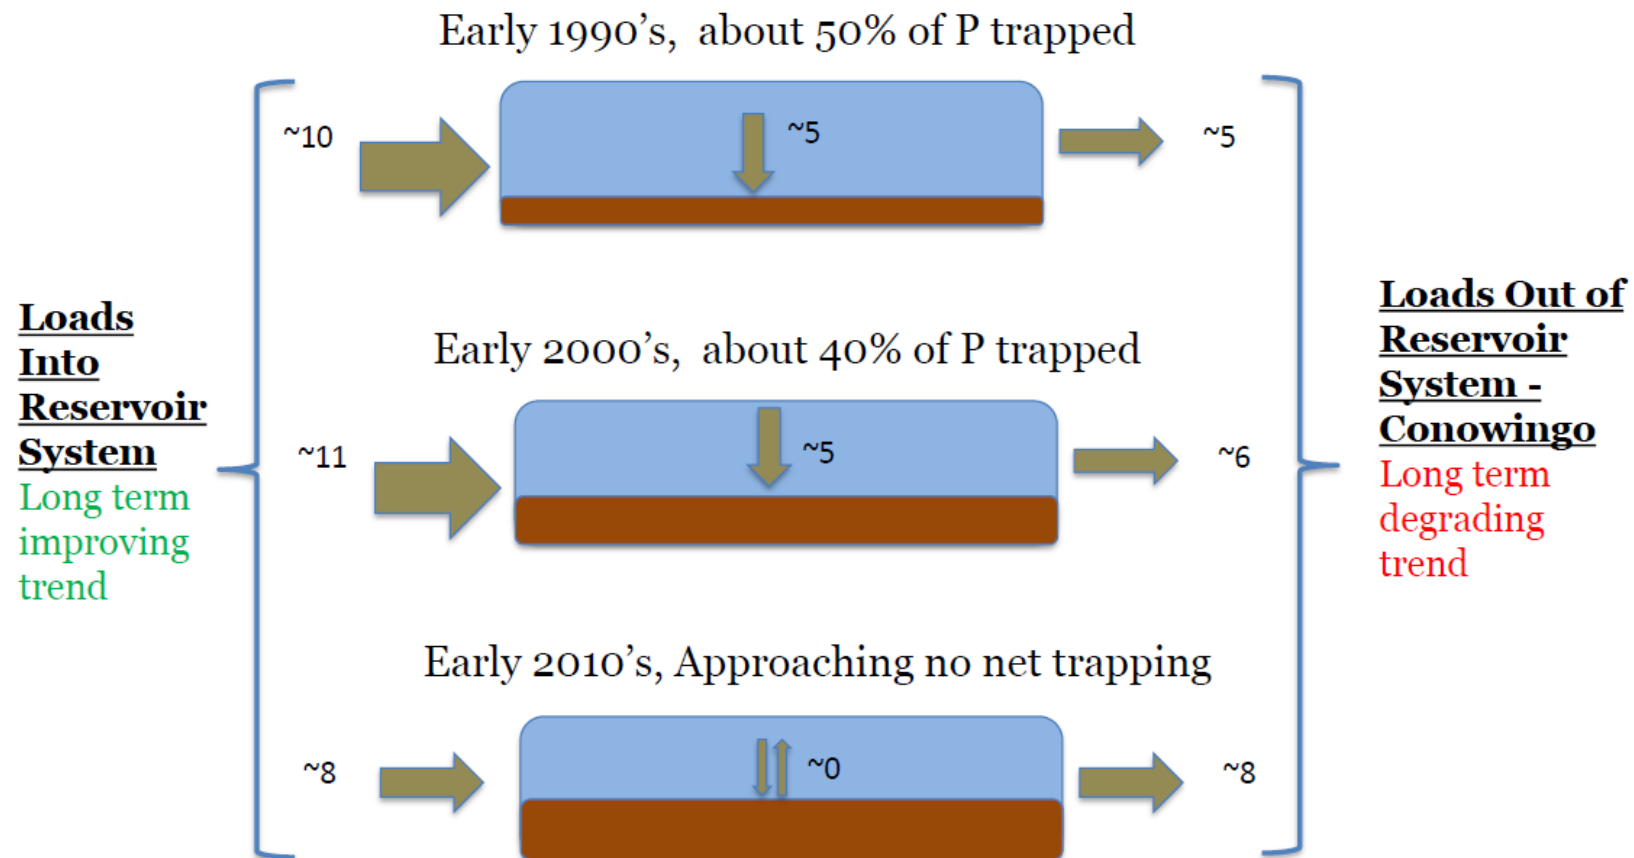 Early 1990's, about 50% of P trapped
~10
~5
~5
Early 2000's, about 40% of P trapped
~11
~5
~6
Early 2010's, Approaching no net trapping
~8
~0
~8
Loads
Into
Reservoir
System
Long term
improving
trend
Loads Out of
Reservoir
System -
Conowingo
Long term
degrading
trend